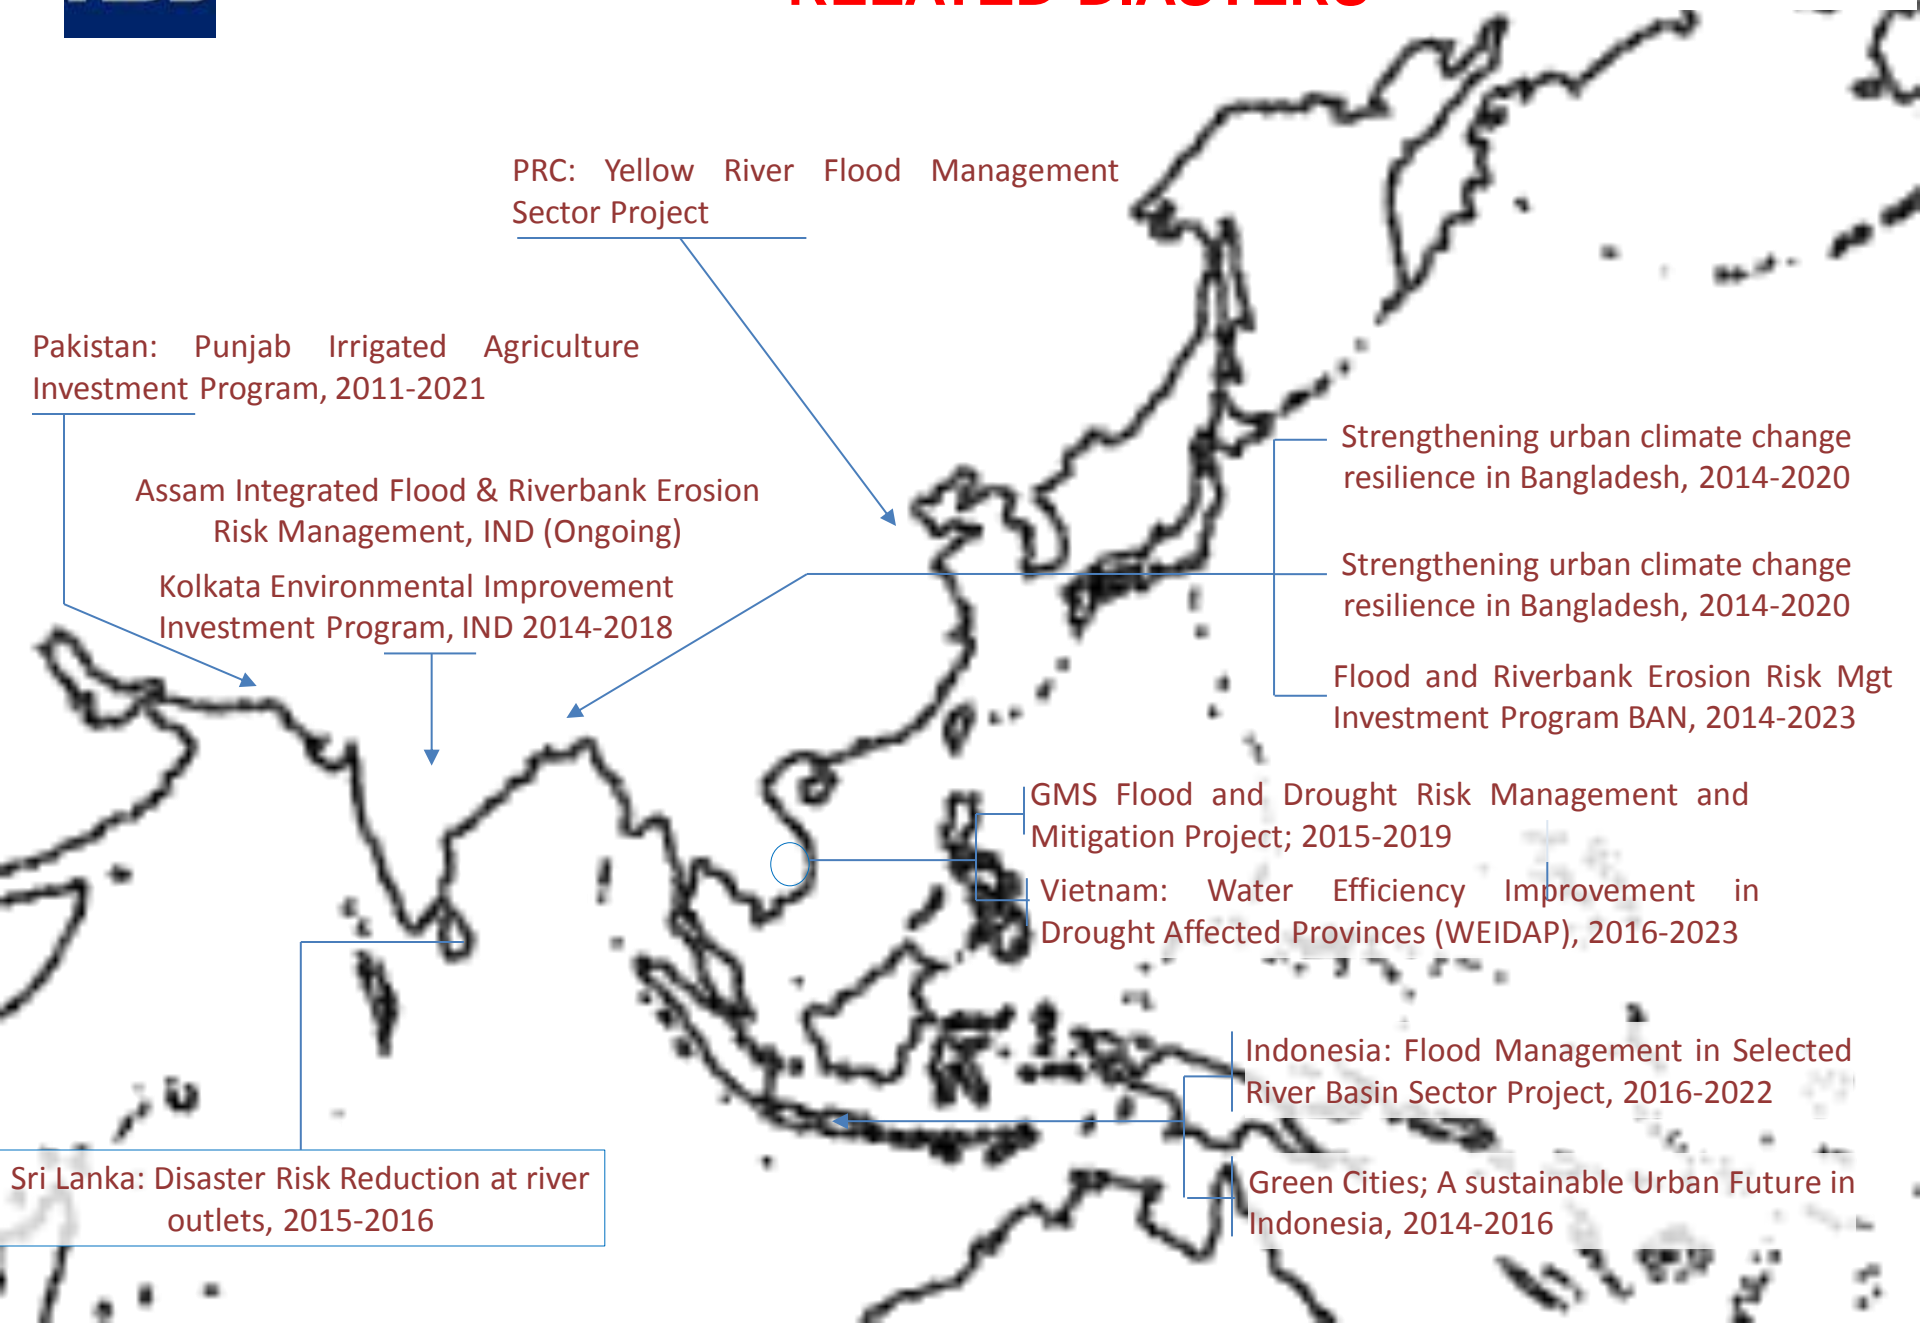 RELATED DIASTERS
PRC: Yellow River Flood Management
Sector Project
Pakistan: Punjab Irrigated Agriculture
Investment Program, 2011-2021
Assam Integrated Flood & Riverbank Erosion
Risk Management, IND (Ongoing)
Kolkata Environmental Improvement
Investment Program, IND 2014-2018
Strengthening urban climate change
resilience in Bangladesh, 2014-2020
Strengthening urban climate change
resilience in Bangladesh, 2014-2020
Flood and Riverbank Erosion Risk Mgt
Investment Program BAN, 2014-2023
GMS Flood and Drought Risk Management and
Mitigation Project; 2015-2019
Vietnam: Water Efficiency Improvement in
Drought Affected Provinces (WEIDAP), 2016-2023
Indonesia: Flood Management in Selected
River Basin Sector Project, 2016-2022
Green Cities; A sustainable Urban Future in
Indonesia, 2014-2016
Sri Lanka: Disaster Risk Reduction at river
outlets, 2015-2016